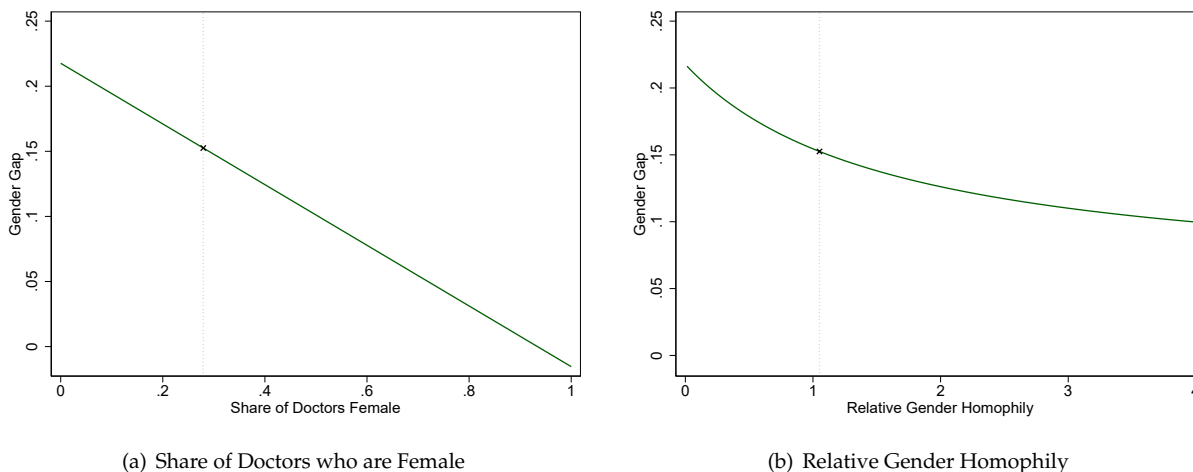 .25
.2
.15
.1
.05
0
Gender Gap
0 .2 .4 .6 .8 1
Share of Doctors Female
(a) Share of Doctors who are Female
.25
.2
.15
.1
.05
0
Gender Gap
0 1 2 3 4
Relative Gender Homophily
(b) Relative Gender Homophily